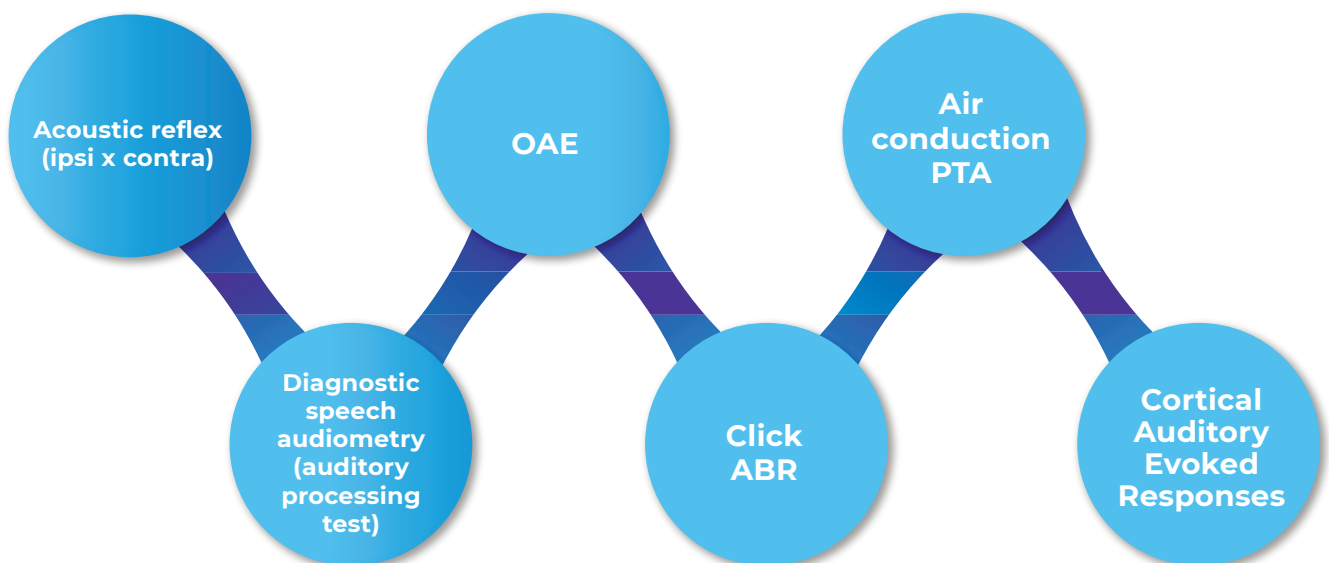 Acoustic reflex
(ipsi x contra)
Diagnostic
speech
audiometry
(auditory
processing
test)
OAE
Click
ABR
Air
conduction
PTA
Cortical
Auditory
Evoked
Responses